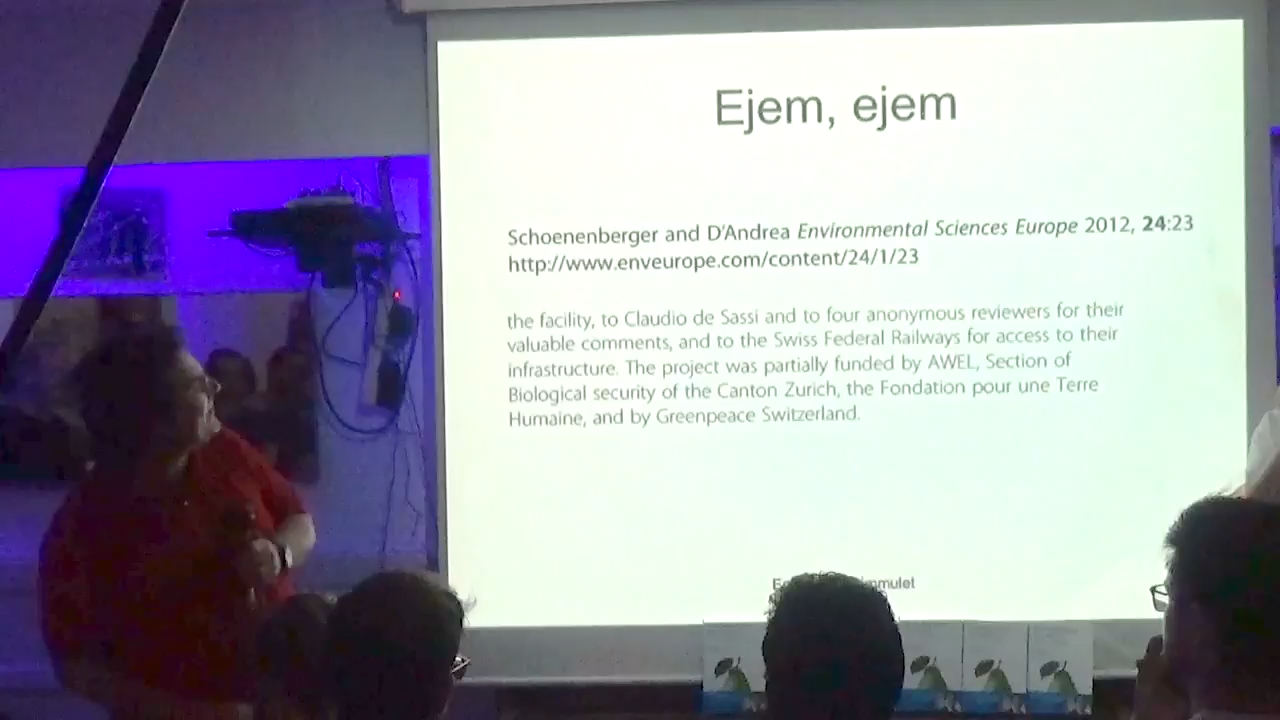 Ejem, ejem
Schoenenberger and D'Andrea Environmental Sciences Europe 2012, 24:23
http://www.enveurope.com/content/24/1/23
the facility, to Claudio de Sassi and to four anonymous reviewers for their
valuable comments, and to the Swiss Federal Railways for access to their
infrastructure. The project was partially funded by AWEL, Section of
Biological security of the Canton Zurich, the Fondation pour une Terre
Humaine, and by Greenpeace Switzerland.